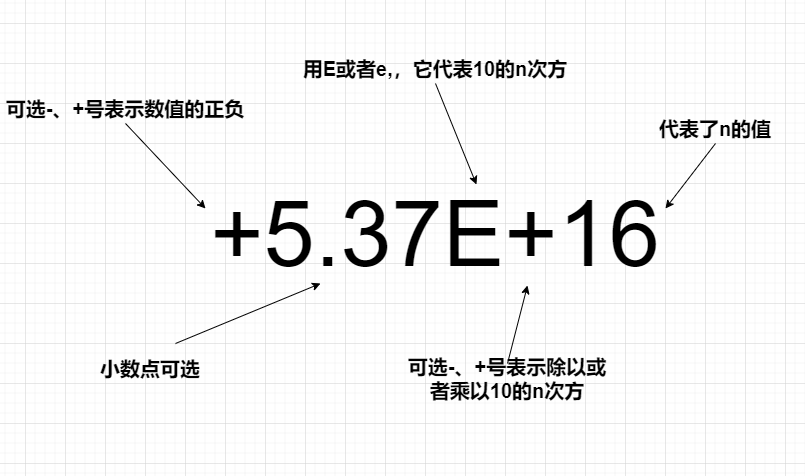 用E或者e,，它代表10的n次方
可选-、+号表示数值的正负
代表了n的值
+5.37E+16
小数点可选
可选-、+号表示除以或
者乘以10的n次方